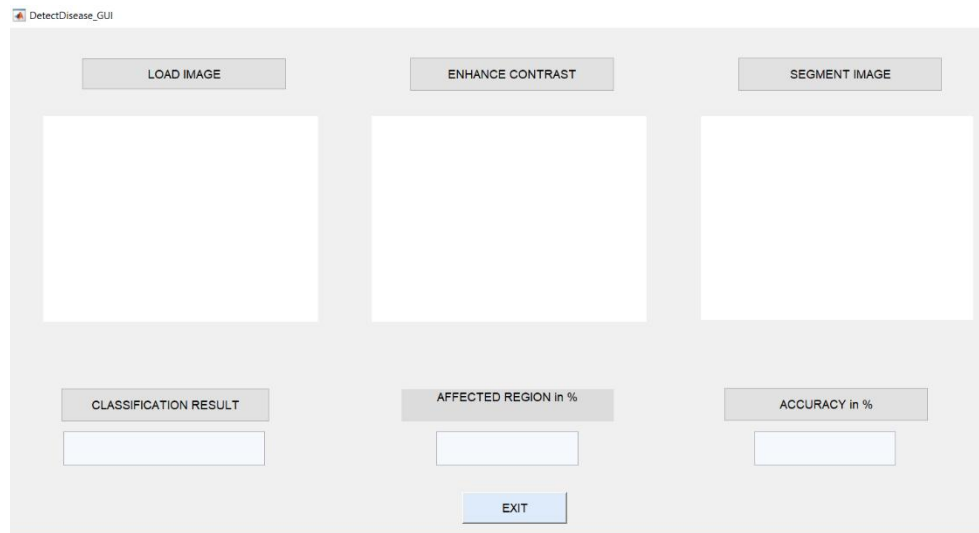 DetectDisease_GUI
LOAD IMAGE
ENHANCE CONTRAST
SEGMENT IMAGE
CLASSIFICATION RESULT
AFFECTED REGION in %
ACCURACY in %
EXIT